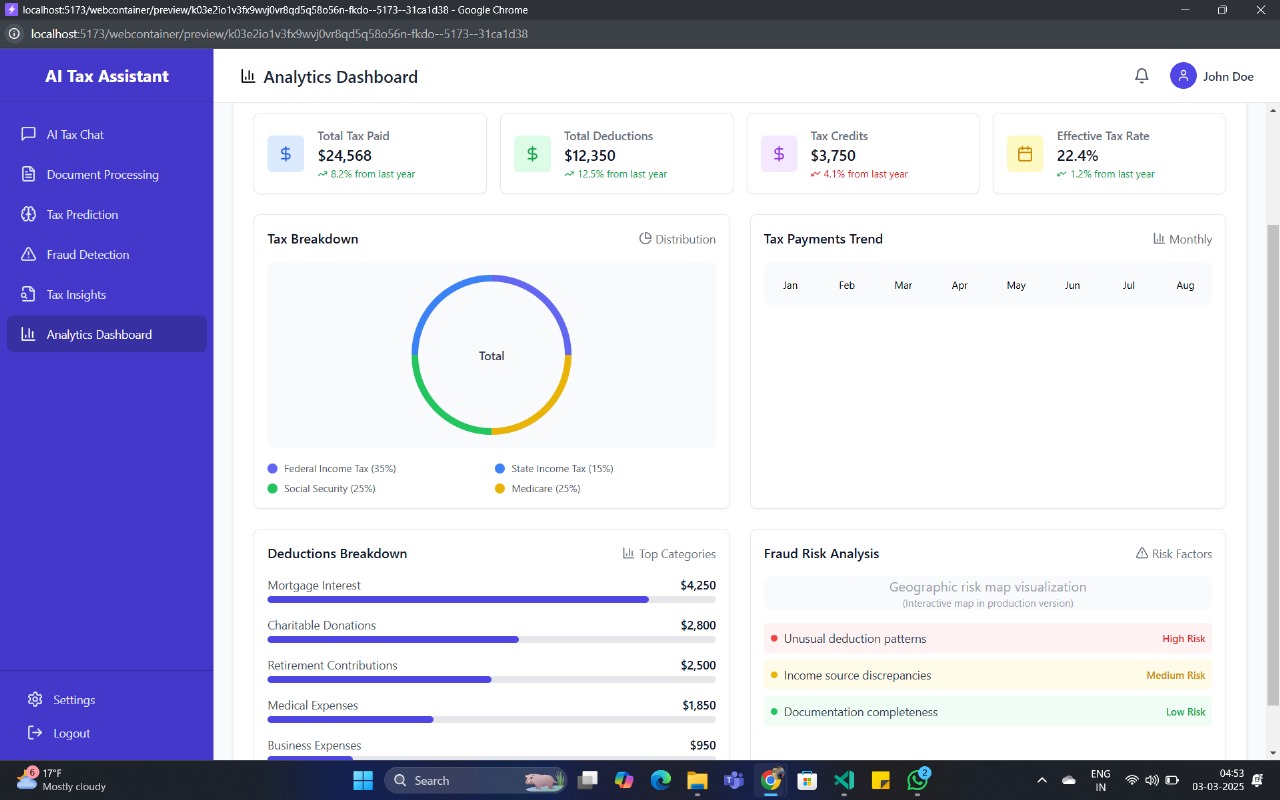 localhost:5173/webcontainer/preview/k03e2io1v3fx9wvj0vr8qd5q58o56n-fkdo--5173--31ca1d38 - Google Chrome
localhost:5173/webcontainer/preview/k03e2io1v3fx9wvj0vr8qd5q58o56n-fkdo--5173--31ca1d38
AI Tax Assistant
AI Tax Chat
Document Processing
Tax Prediction
Fraud Detection
Tax Insights
Analytics Dashboard
Settings
Logout
Analytics Dashboard
John Doe
Total Tax Paid
$24,568
8.2% from last year
Total Deductions
$12,350
12.5% from last year
Tax Credits
$3,750
4.1% from last year
Effective Tax Rate
22.4%
1.2% from last year
Tax Breakdown
Distribution
Total
Federal Income Tax (35%)
State Income Tax (15%)
Social Security (25%)
Medicare (25%)
Tax Payments Trend
Monthly
Jan Feb Mar Apr May Jun Jul Aug
Deductions Breakdown
Top Categories
Mortgage Interest $4,250
Charitable Donations $2,800
Retirement Contributions $2,500
Medical Expenses $1,850
Business Expenses $950
Fraud Risk Analysis
Risk Factors
Geographic risk map visualization
(Interactive map in production version)
Unusual deduction patterns High Risk
Income source discrepancies Medium Risk
Documentation completeness Low Risk
6
17°F
Mostly cloudy
Search
2
ENG
IN
04:53
03-03-2025